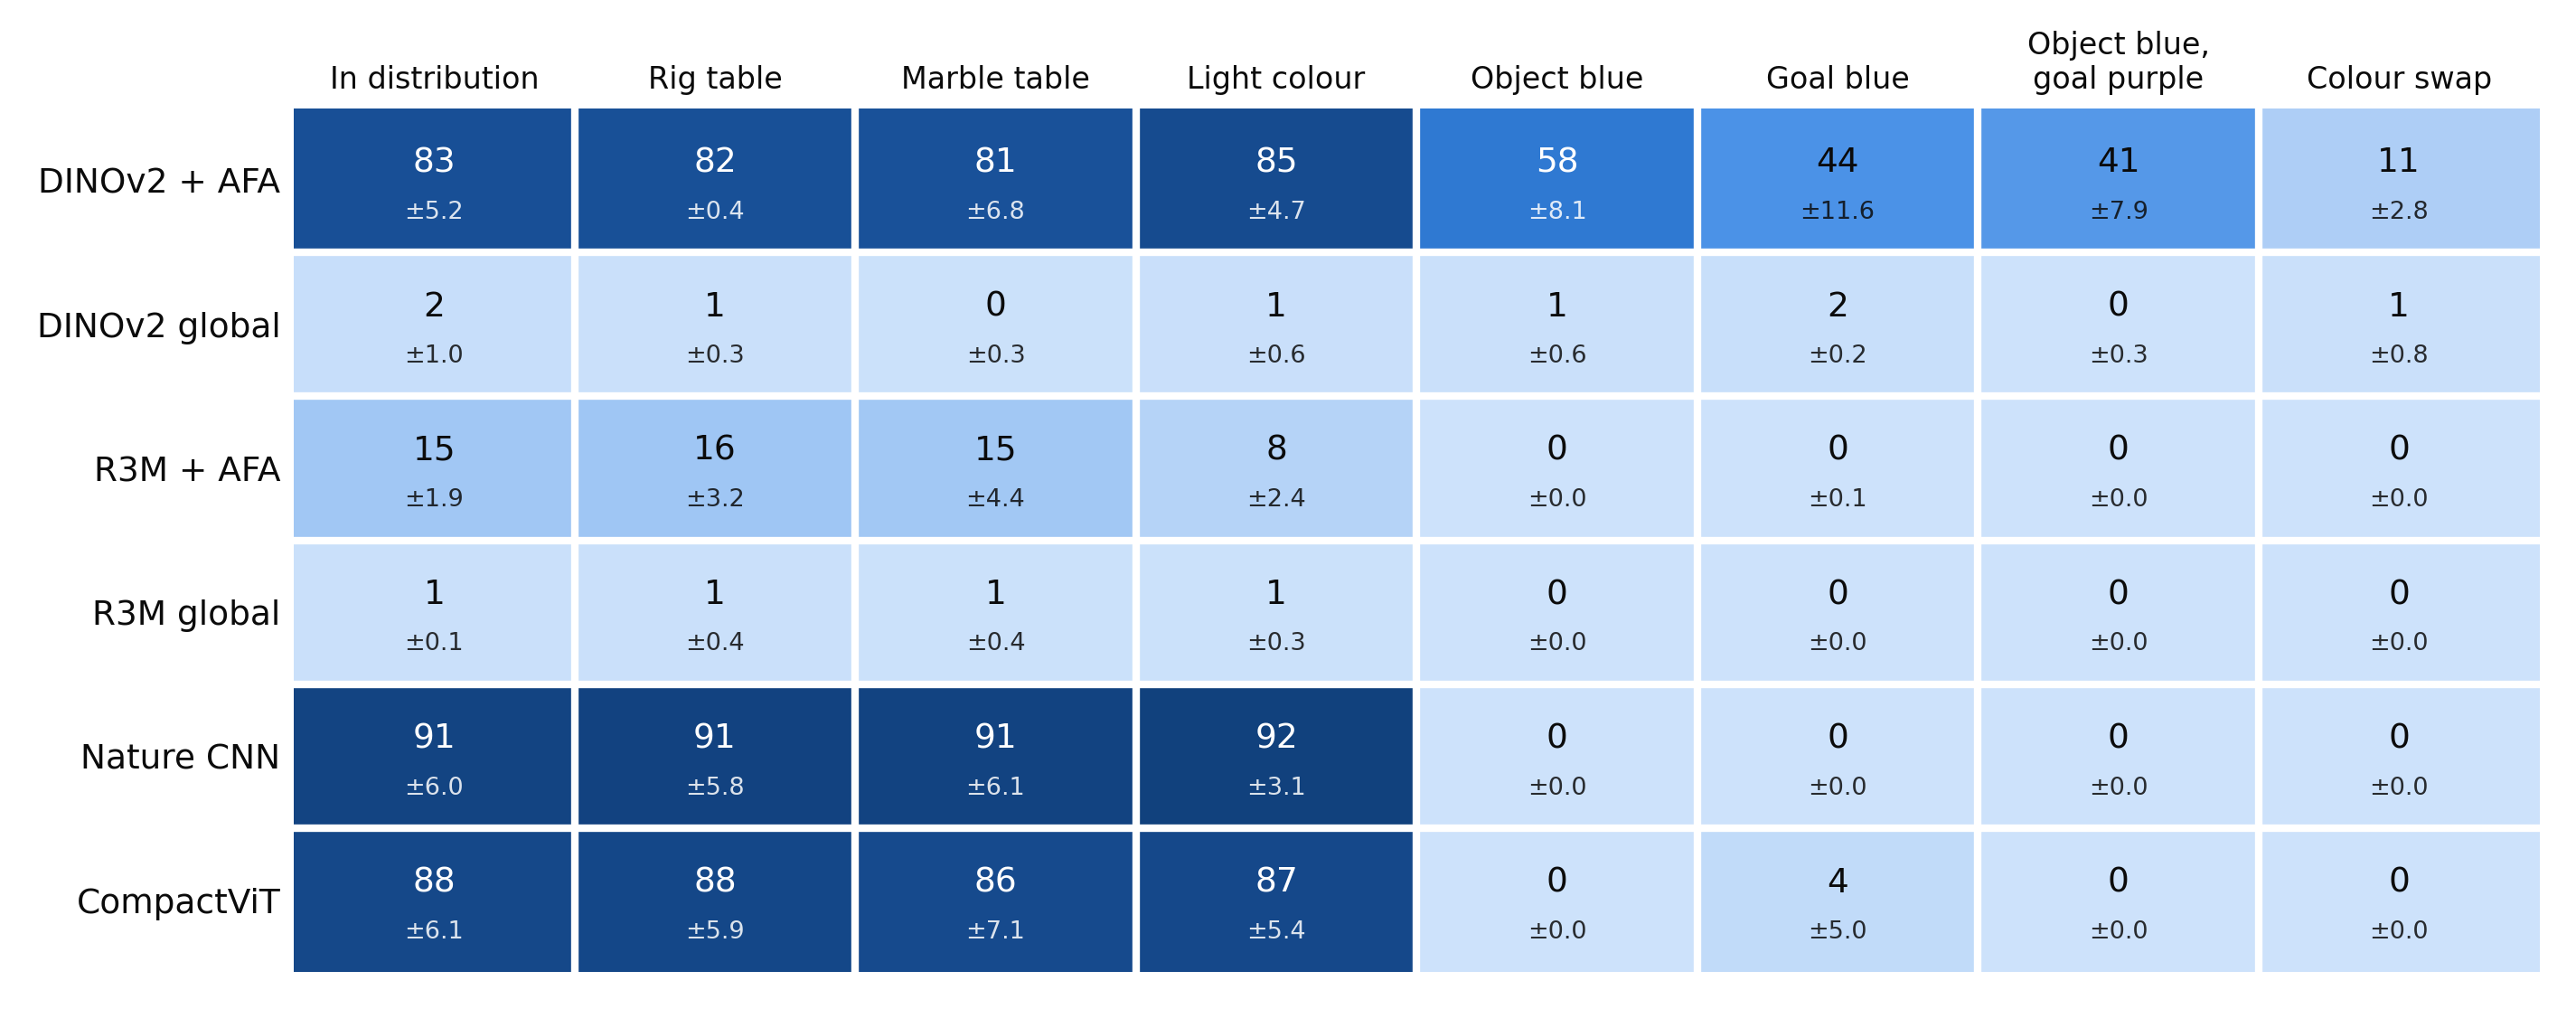 Object blue,
In distribution Rig table Marble table Light colour Object blue Goal blue goal purple Colour swap
DINOv2 + AFA 83 82 81 85 58 44 41 11
±5.2 ±0.4 ±6.8 ±4.7 ±8.1 ±11.6 ±7.9 ±2.8
DINOv2 global 2 1 0 1 1 2 0 1
±1.0 ±0.3 ±0.3 ±0.6 ±0.6 ±0.2 ±0.3 ±0.8
R3M + AFA 15 16 15 8 0 0 0 0
±1.9 ±3.2 ±4.4 ±2.4 ±0.0 ±0.1 ±0.0 ±0.0
R3M global 1 1 1 1 0 0 0 0
±0.1 ±0.4 ±0.4 ±0.3 ±0.0 ±0.0 ±0.0 ±0.0
Nature CNN 91 91 91 92 0 0 0 0
±6.0 ±5.8 ±6.1 ±3.1 ±0.0 ±0.0 ±0.0 ±0.0
CompactViT 88 88 86 87 0 4 0 0
±6.1 ±5.9 ±7.1 ±5.4 ±0.0 ±5.0 ±0.0 ±0.0